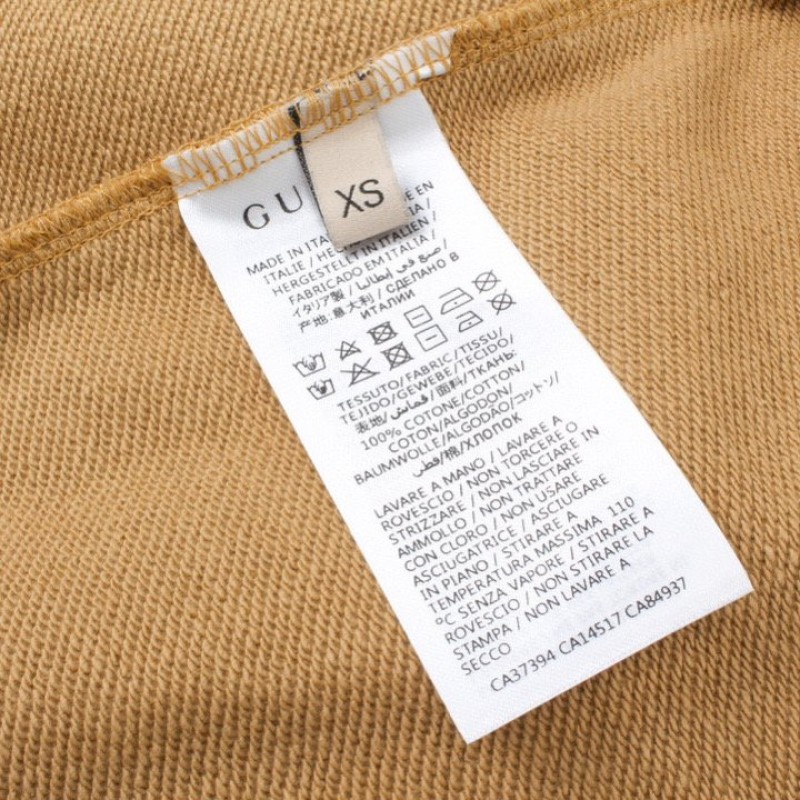 XS
GU
MADE IN ITA E EN
ITALIE / HEC IA /
HERGESTELLT IN ITALIEN /
FABRICADO EM ITALIA /
イタリア製 / صنع في إيطاليا /
产地: 意大利 / СДЕЛАНО В
ИТАЛИИ
TESSUTO/FABRIC/TISSU/
TEJIDO/GEWEBE/TECIDO/
表地/قماش/面料/ТКАНЬ:
100% COTONE/COTTON/
COTON/ALGODON/
BAUMWOLLE/ALGODÃO/コットン/
قطن/棉/ХЛОПОК
LAVARE A MANO / LAVARE A
ROVESCIO / NON TORCERE O
STRIZZARE / NON LASCIARE IN
AMMOLLO / NON TRATTARE
CON CLORO / NON USARE
ASCIUGATRICE / ASCIUGARE
IN PIANO / STIRARE A
TEMPERATURA MASSIMA 110
°C SENZA VAPORE / STIRARE A
ROVESCIO / NON STIRARE LA
STAMPA / NON LAVARE A
SECCO
CA37394 CA14517 CA84937